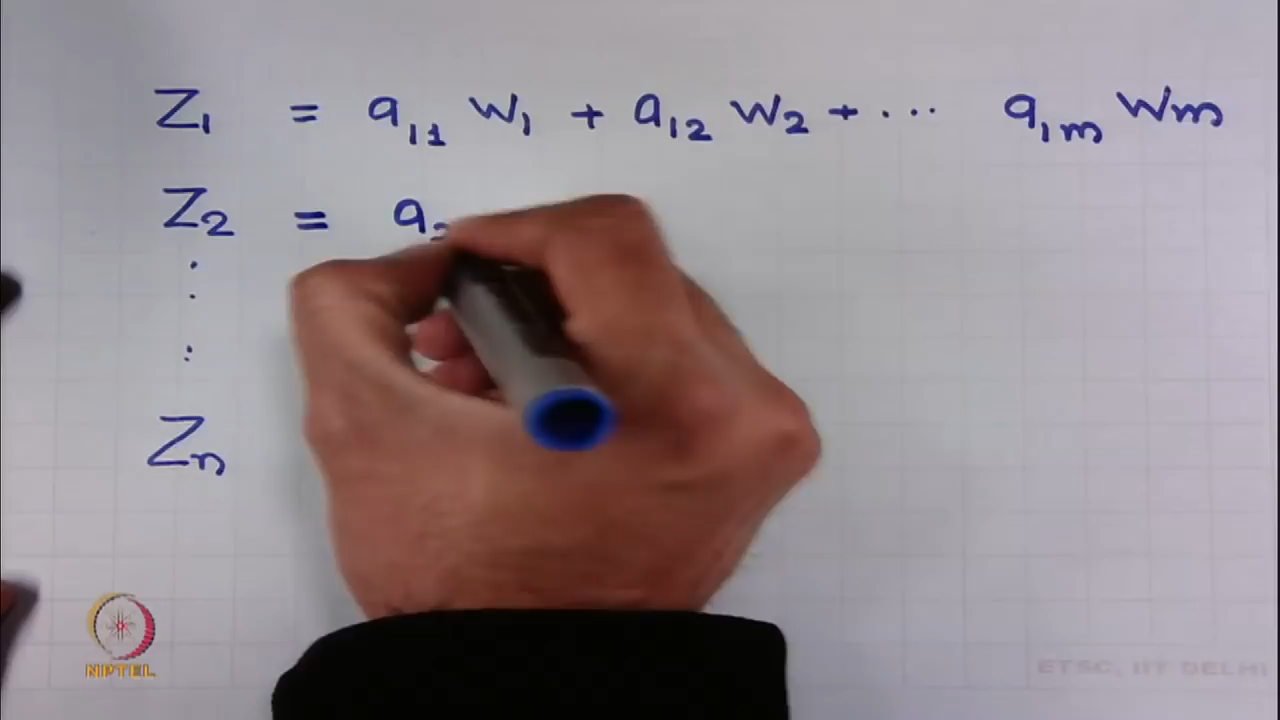 Z₁ = a₁₁ W₁ + a₁₂ W₂ + ... a₁ₘ Wm
Z₂ = a₂
:
:
Zₙ
NPTEL
ETSC, IIT DELHI